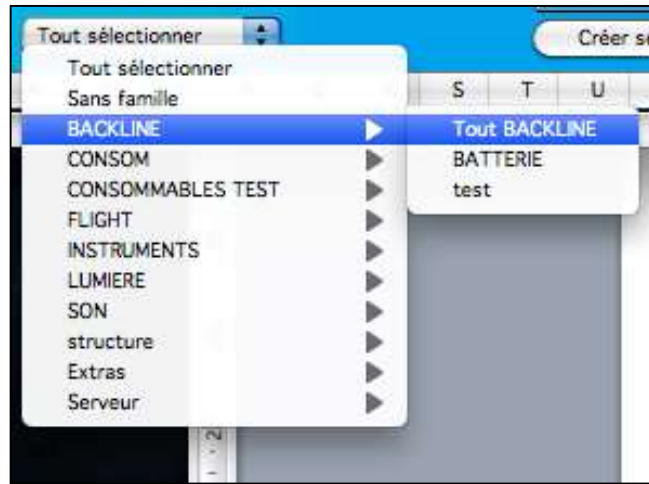 Tout sélectionner
Créer se
Tout sélectionner
Sans famille
S T U
BACKLINE
Tout BACKLINE
CONSOM
BATTERIE
CONSOMMABLES TEST
test
FLIGHT
INSTRUMENTS
LUMIERE
SON
structure
Extras
Serveur
2